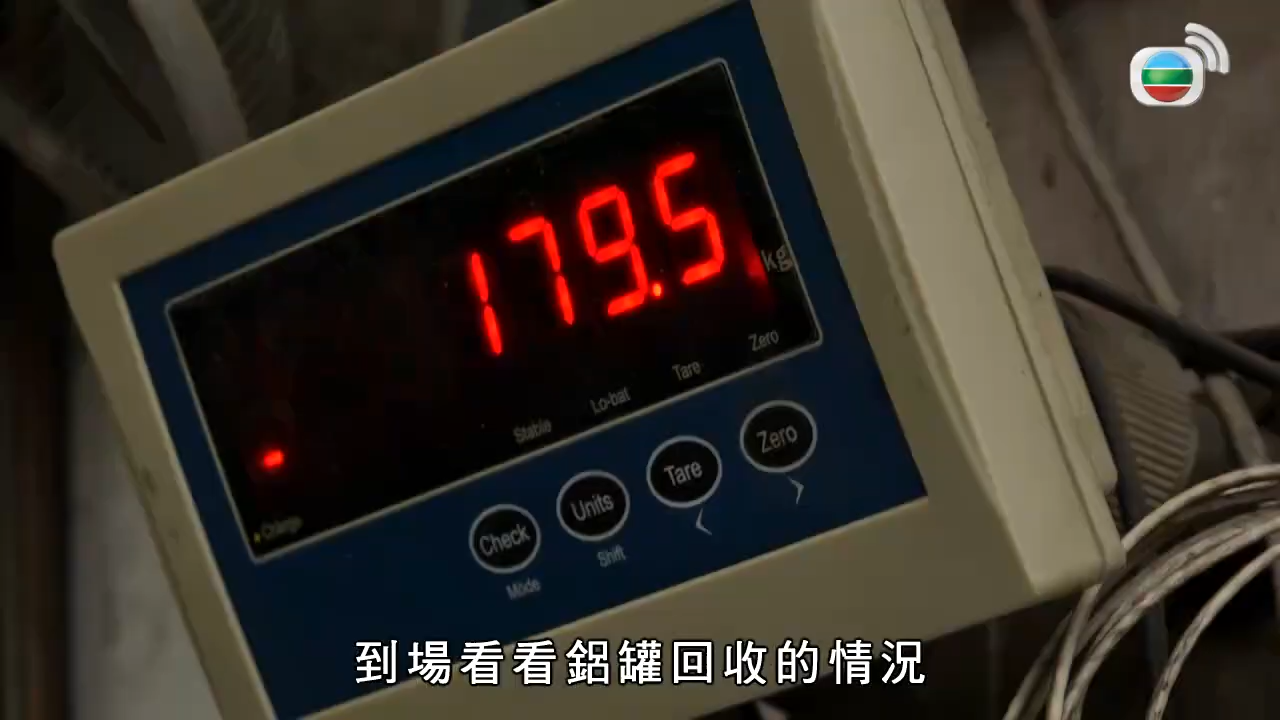 179.5
kg
Stable Lo-bat Tare Zero
Charge
Check Units Tare Zero
Mode Shift < >
到場看看鋁罐回收的情況